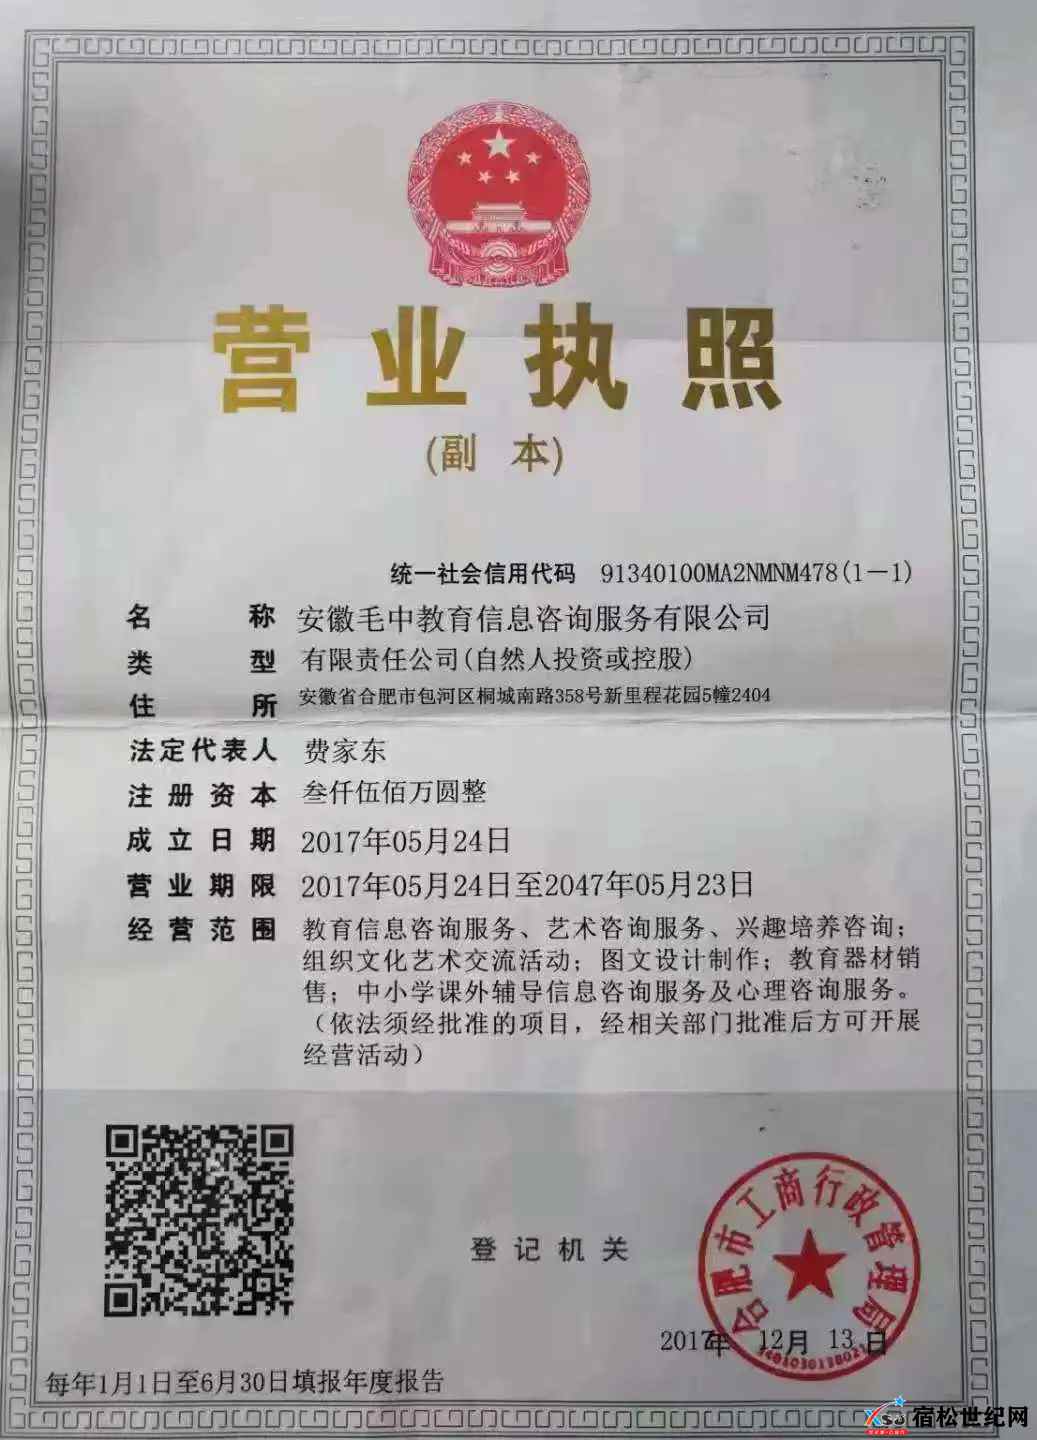 营业执照
(副 本)
统一社会信用代码 91340100MA2NMNM478(1-1)
名称 安徽毛中教育信息咨询服务有限公司
类型 有限责任公司(自然人投资或控股)
住所 安徽省合肥市包河区桐城南路358号新里程花园5幢2404
法定代表人 费家东
注册资本 叁仟伍佰万圆整
成立日期 2017年05月24日
营业期限 2017年05月24日至2047年05月23日
经营范围 教育信息咨询服务、艺术咨询服务、兴趣培养咨询；
组织文化艺术交流活动；图文设计制作；教育器材销
售；中小学课外辅导信息咨询服务及心理咨询服务。
（依法须经批准的项目，经相关部门批准后方可开展
经营活动）
登记机关
合肥市工商行政管理局
2017年 12月 13日
每年1月1日至6月30日填报年度报告
宿松世纪网